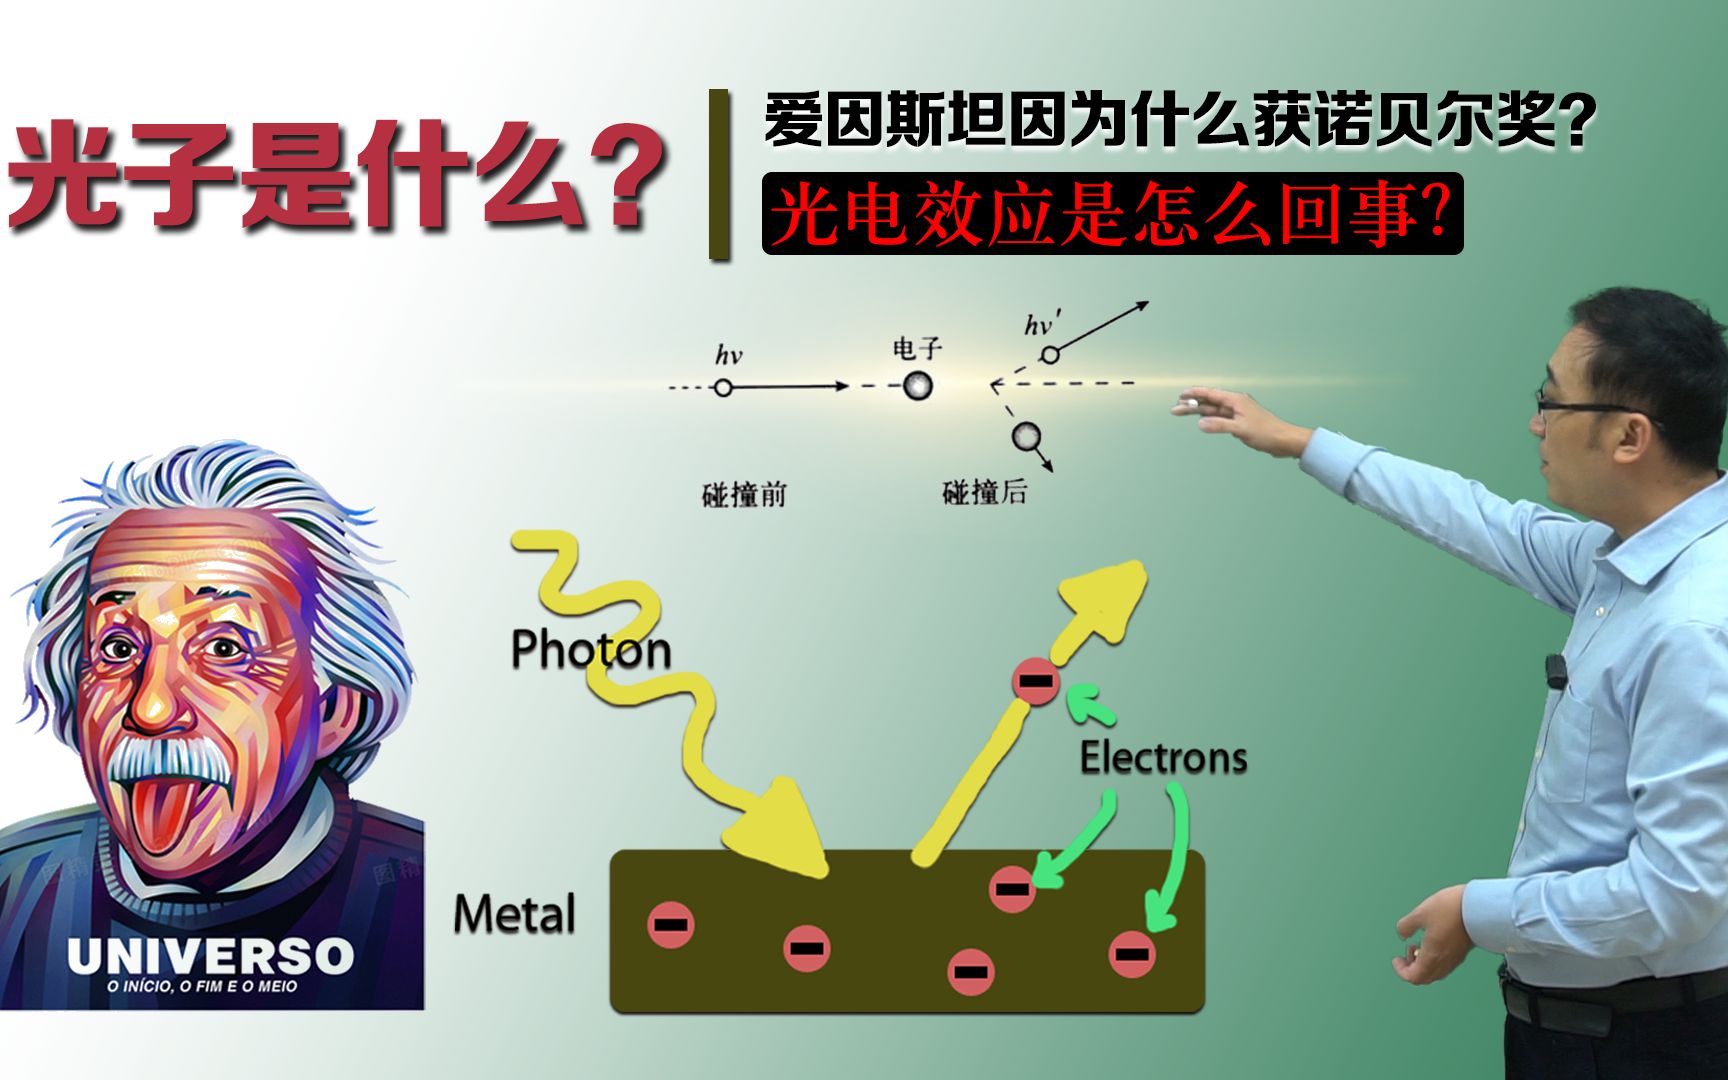 光子是什么?
爱因斯坦因为什么获诺贝尔奖?
光电效应是怎么回事?
hν
电子
hν′
碰撞前
碰撞后
Photon
Electrons
Metal
UNIVERSO
O INÍCIO, O FIM E O MEIO